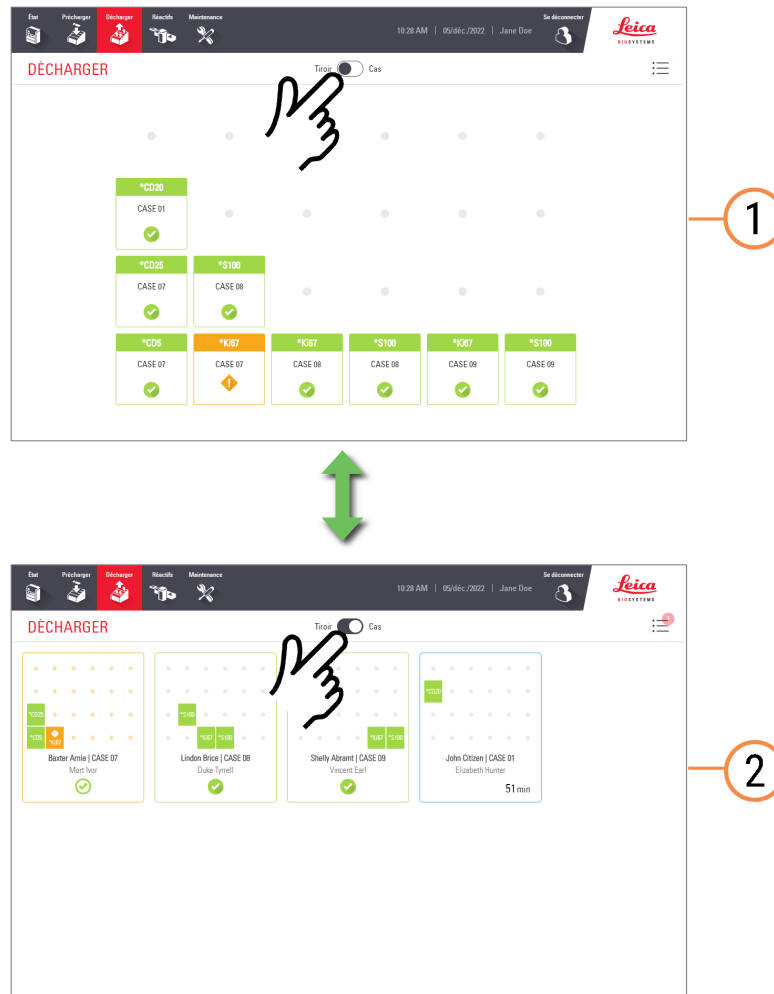 État Précharger Décharger Réactifs Maintenance Se déconnecter
10:28 AM | 05/déc./2022 | Jane Doe
Leica
BIOSYSTEMS
DÉCHARGER
Tiroir Cas
*CD20
CASE 01
1
*CD25 *S100
CASE 07 CASE 08
*CD5 *Ki67 *Ki67 *S100 *Ki67 *S100
CASE 07 CASE 07 CASE 08 CASE 08 CASE 09 CASE 09
État Précharger Décharger Réactifs Maintenance Se déconnecter
10:28 AM | 05/déc./2022 | Jane Doe
Leica
BIOSYSTEMS
DÉCHARGER
Tiroir Cas
*CD20
*CD25 *S100
*CD5 *Ki67 *Ki67 *S100 *Ki67 *S100
Baxter Amie | CASE 07 Lindon Brice | CASE 08 Shelly Abramt | CASE 09 John Citizen | CASE 01
Mort Ivor Duke Tyrrell Vincent Earl Elizabeth Hunter
51 min
2